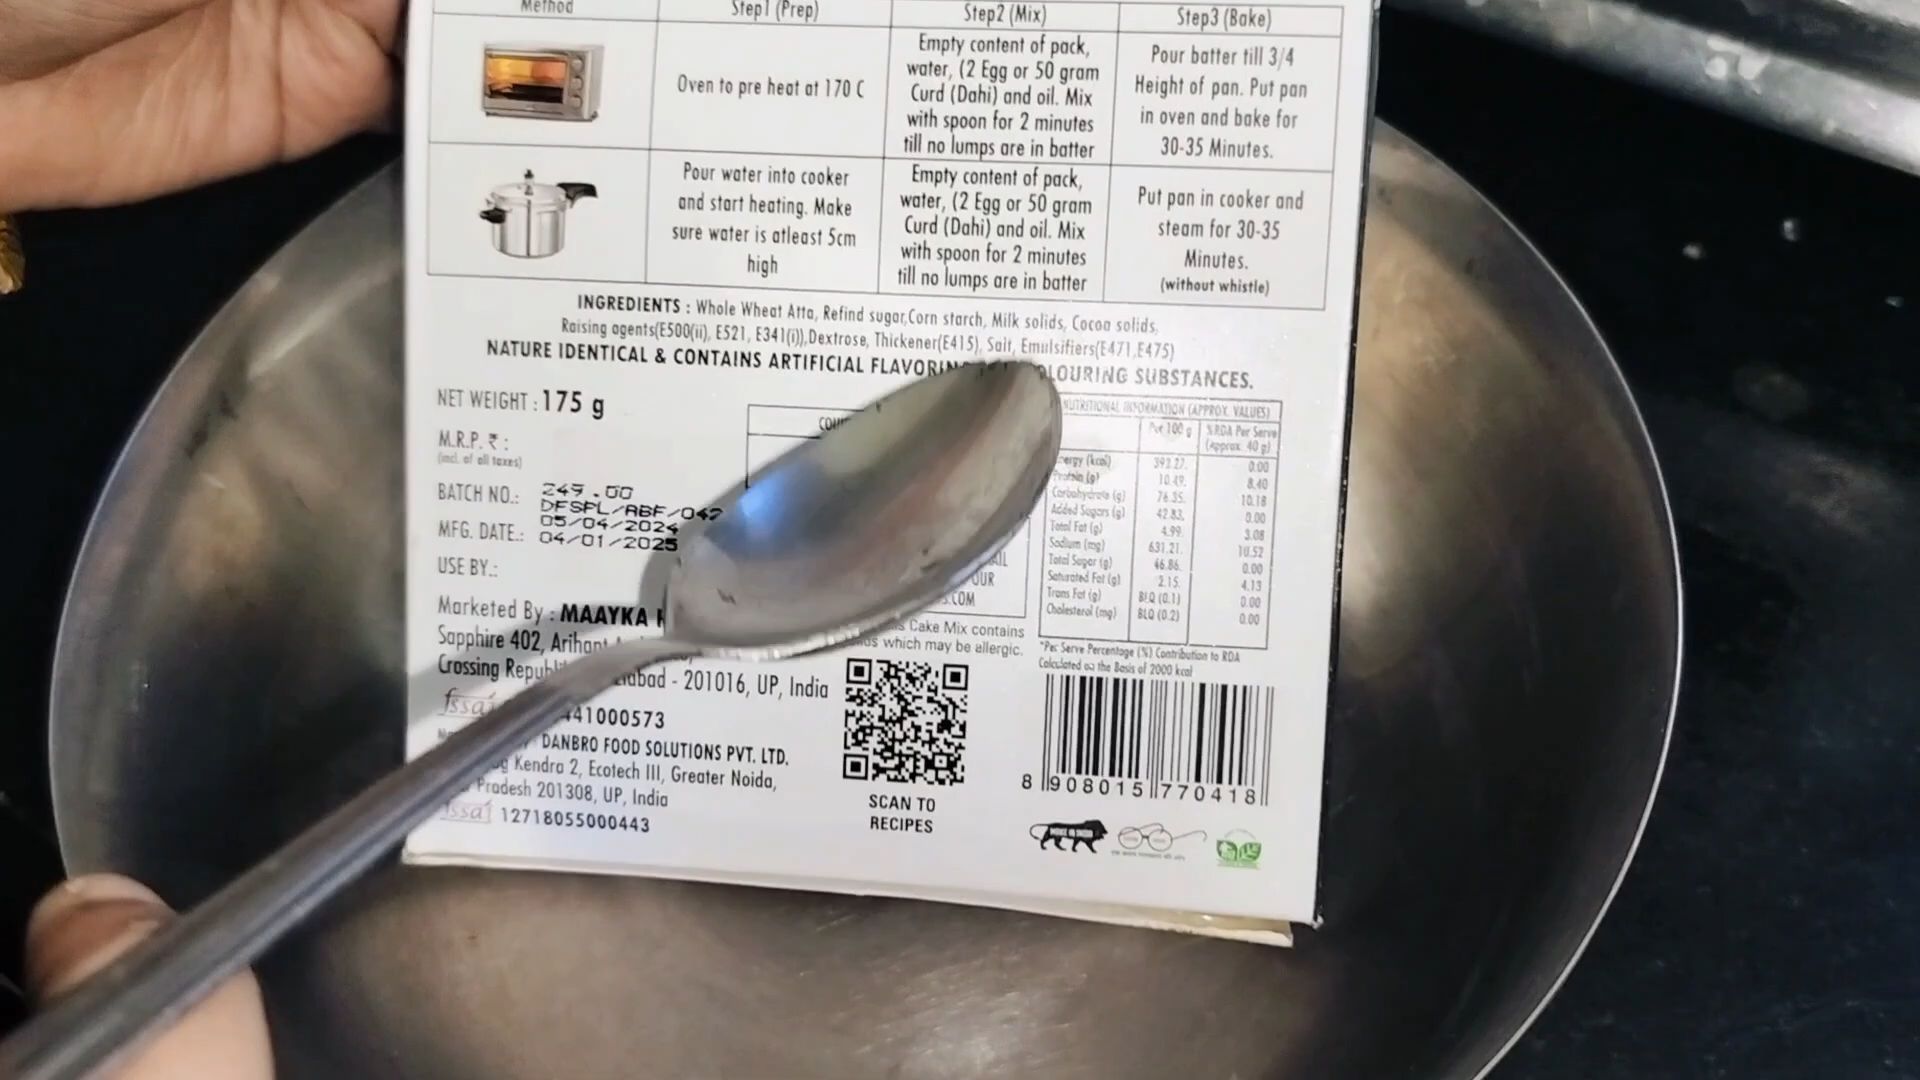 Method
Step1 (Prep)
Step2 (Mix)
Step3 (Bake)
Oven to pre heat at 170 C
Empty content of pack,
water, (2 Egg or 50 gram
Curd (Dahi) and oil. Mix
with spoon for 2 minutes
till no lumps are in batter
Pour batter till 3/4
Height of pan. Put pan
in oven and bake for
30-35 Minutes.
Pour water into cooker
and start heating. Make
sure water is atleast 5cm
high
Empty content of pack,
water, (2 Egg or 50 gram
Curd (Dahi) and oil. Mix
with spoon for 2 minutes
till no lumps are in batter
Put pan in cooker and
steam for 30-35
Minutes.
(without whistle)
INGREDIENTS : Whole Wheat Atta, Refind sugar,Corn starch, Milk solids, Cocoa solids,
Raising agents(E500(ii), E521, E341(i)),Dextrose, Thickener(E415), Salt, Emulsifiers(E471,E475)
NATURE IDENTICAL & CONTAINS ARTIFICIAL SUBSTANCES.
NET WEIGHT : 175 g
M.R.P. ₹ :
(incl. of all taxes)
BATCH NO.:
MFG. DATE.:
USE BY.:
249.00
DFSFL/ABF/042
05/04/2024
04/01/2025
NUTRITIONAL INFORMATION (APPROX. VALUES)
Per 100 g
%RDA Per Serve
(Approx. 40 g)
(kcal) 392.27. 0.00
Protein (g) 10.49. 8.40
Carbohydrate (g) 76.35. 10.18
Added Sugars (g) 42.83. 0.00
Total Fat (g) 4.99. 3.08
Sodium (mg) 631.21. 10.52
Total Sugar (g) 46.86. 0.00
Saturated Fat (g) 2.15. 4.13
Trans Fat (g) BLQ (0.1) 0.00
Cholesterol (mg) BLQ (0.2) 0.00
*Per Serve Percentage (%) Contribution to RDA
Calculated on the Basis of 2000 kcal
Cake Mix contains
which may be allergic.
Marketed By : MAAYKA
Sapphire 402,
Crossing - 201016, UP, India
fssai 41000573
DANBRO FOOD SOLUTIONS PVT. LTD.
Kendra 2, Ecotech III, Greater Noida,
Pradesh 201308, UP, India
fssai 12718055000443
SCAN TO
RECIPES
8 908015 770418
MAKE IN INDIA